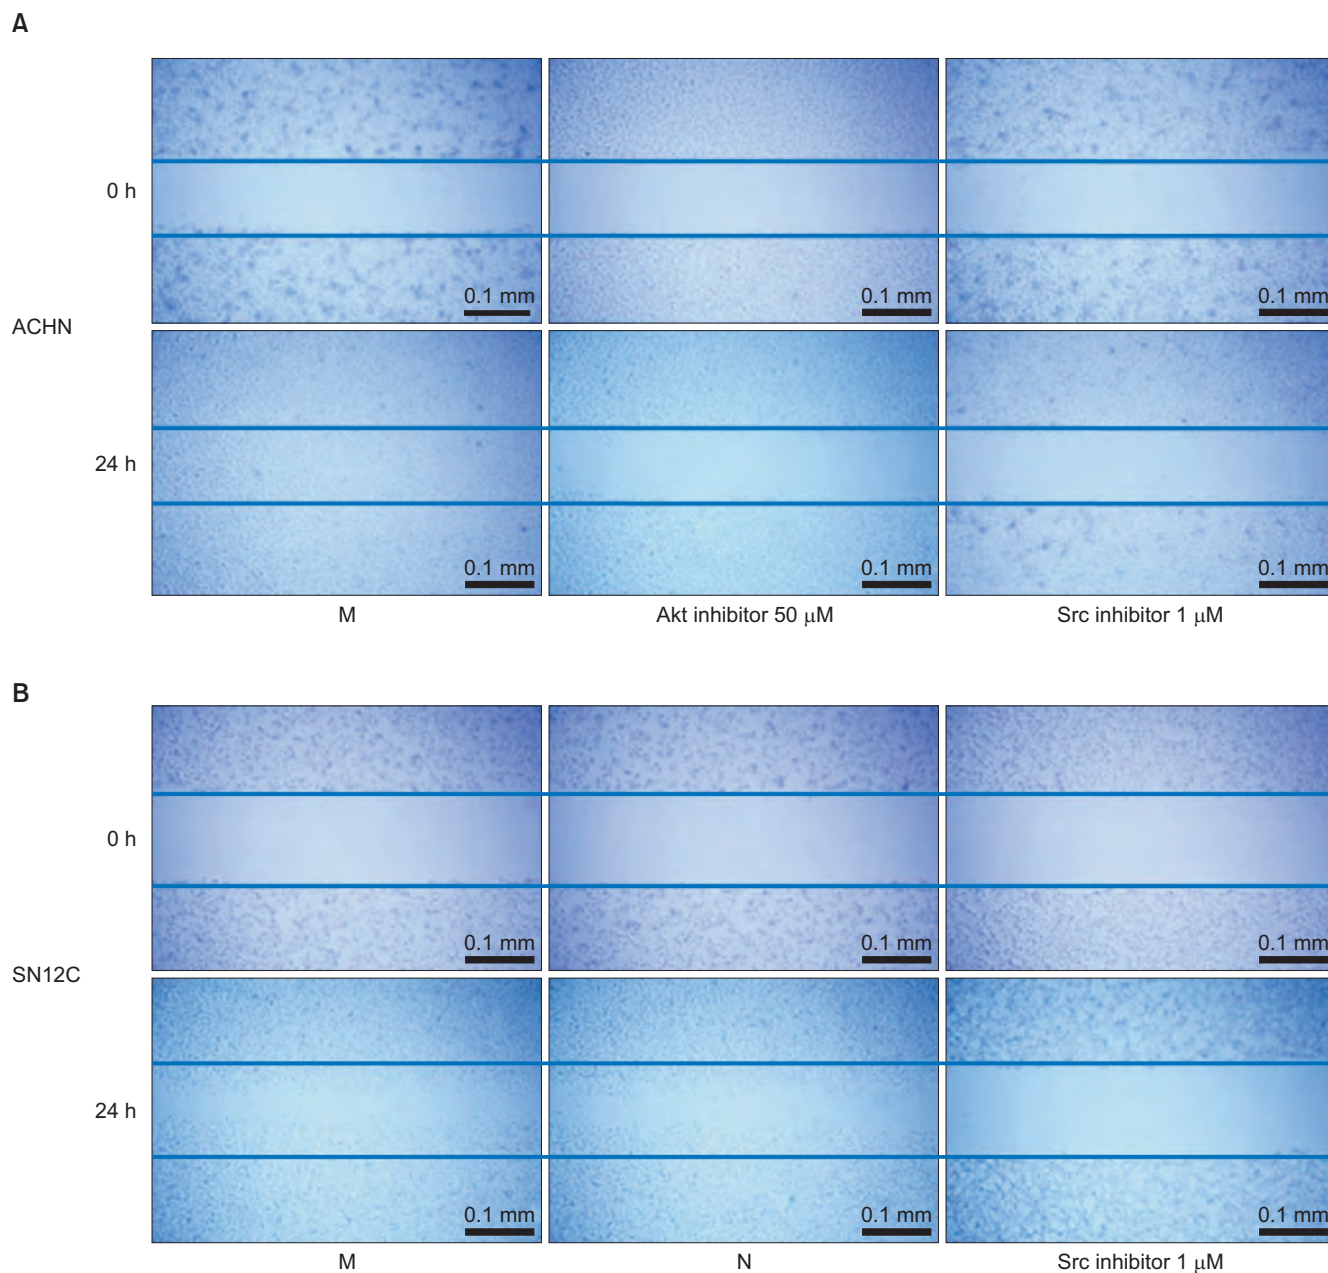 A
0 h
0.1 mm 0.1 mm 0.1 mm
ACHN
24 h
0.1 mm 0.1 mm 0.1 mm
M Akt inhibitor 50 μM Src inhibitor 1 μM
B
0 h
0.1 mm 0.1 mm 0.1 mm
SN12C
24 h
0.1 mm 0.1 mm 0.1 mm
M N Src inhibitor 1 μM